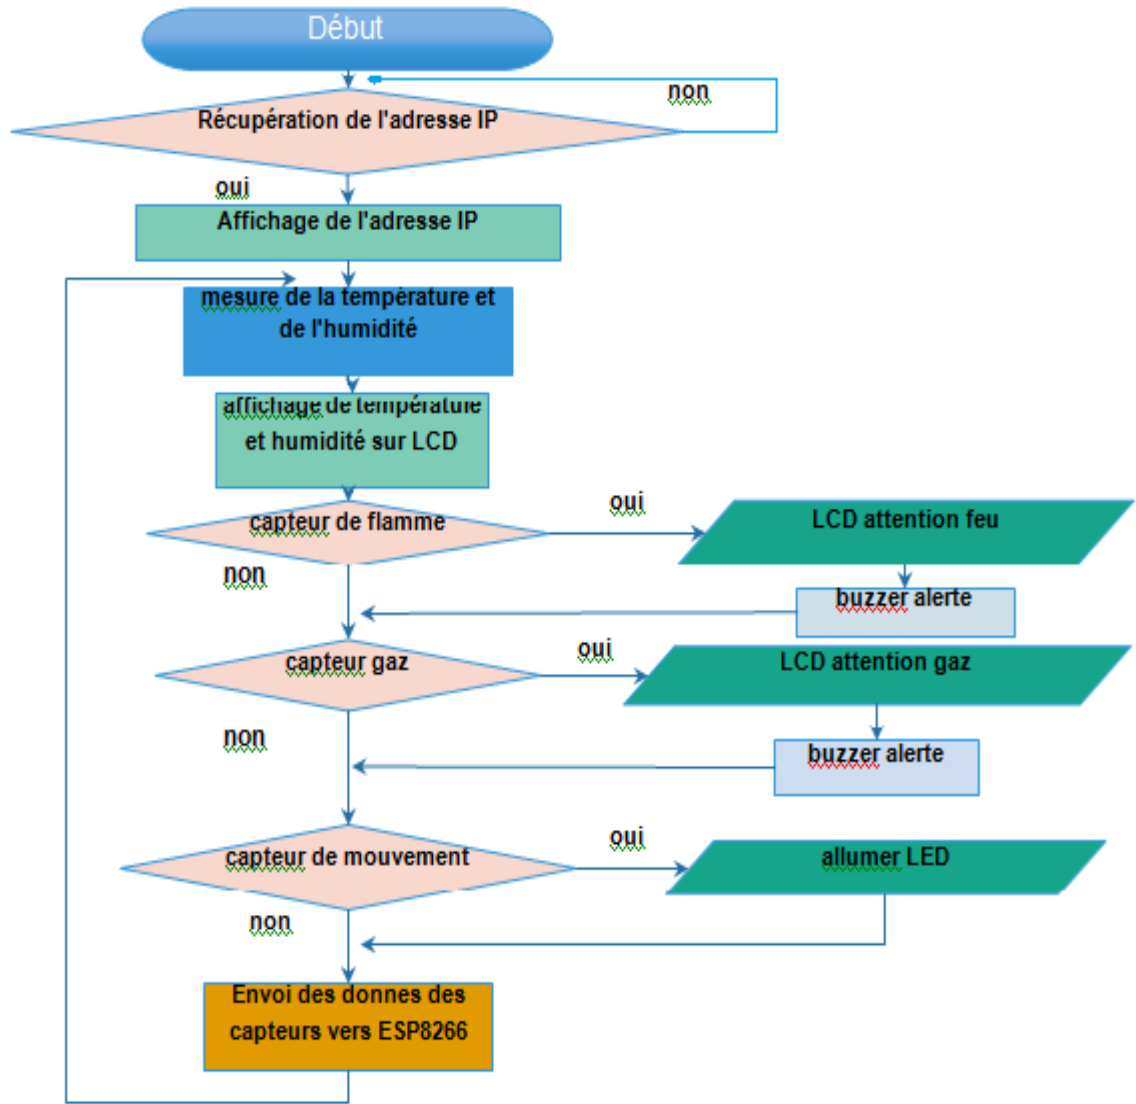 Début
non
Récupération de l'adresse IP
oui
Affichage de l'adresse IP
mesure de la température et
de l'humidité
affichage de température
et humidité sur LCD
oui
capteur de flamme
LCD attention feu
non
buzzer alerte
oui
capteur gaz
LCD attention gaz
non
buzzer alerte
oui
capteur de mouvement
allumer LED
non
Envoi des donnes des
capteurs vers ESP8266